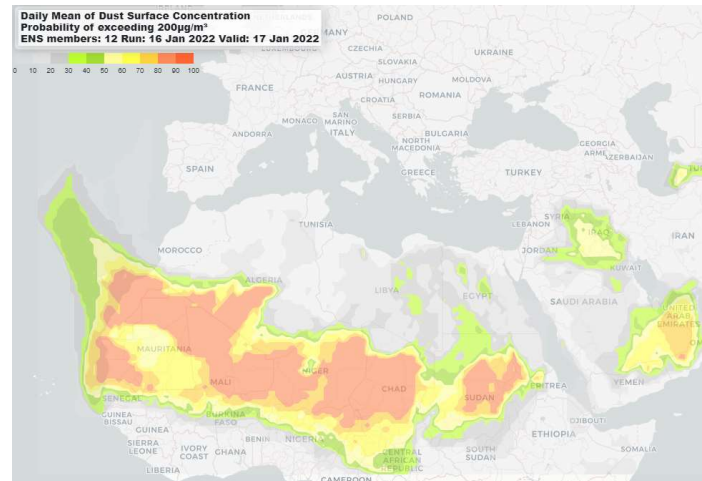 Daily Mean of Dust Surface Concentration
Probability of exceeding 200µg/m³
ENS members: 12 Run: 16 Jan 2022 Valid: 17 Jan 2022
0 10 20 30 40 50 60 70 80 90 100
POLAND
CZECHIA
UKRAINE
SLOVAKIA
AUSTRIA
HUNGARY
MOLDOVA
FRANCE
CROATIA
ROMANIA
SAN MARINO
MONACO
SERBIA
ANDORRA
ITALY
BULGARIA
NORTH MACEDONIA
GEORGIA
SPAIN
GREECE
TURKEY
TUNISIA
SYRIA
LEBANON
IRAQ
IRAN
MOROCCO
JORDAN
KUWAIT
ALGERIA
LIBYA
EGYPT
SAUDI ARABIA
UNITED ARAB EMIRATES
MAURITANIA
MALI
NIGER
CHAD
SUDAN
ERITREA
YEMEN
SENEGAL
GUINEA BISSAU
BURKINA FASO
DJIBOUTI
GUINEA
BENIN
NIGERIA
SIERRA LEONE
IVORY COAST
GHANA
CENTRAL AFRICAN REPUBLIC
SOUTH SUDAN
ETHIOPIA
SOMALIA
LIBERIA
CAMEROON